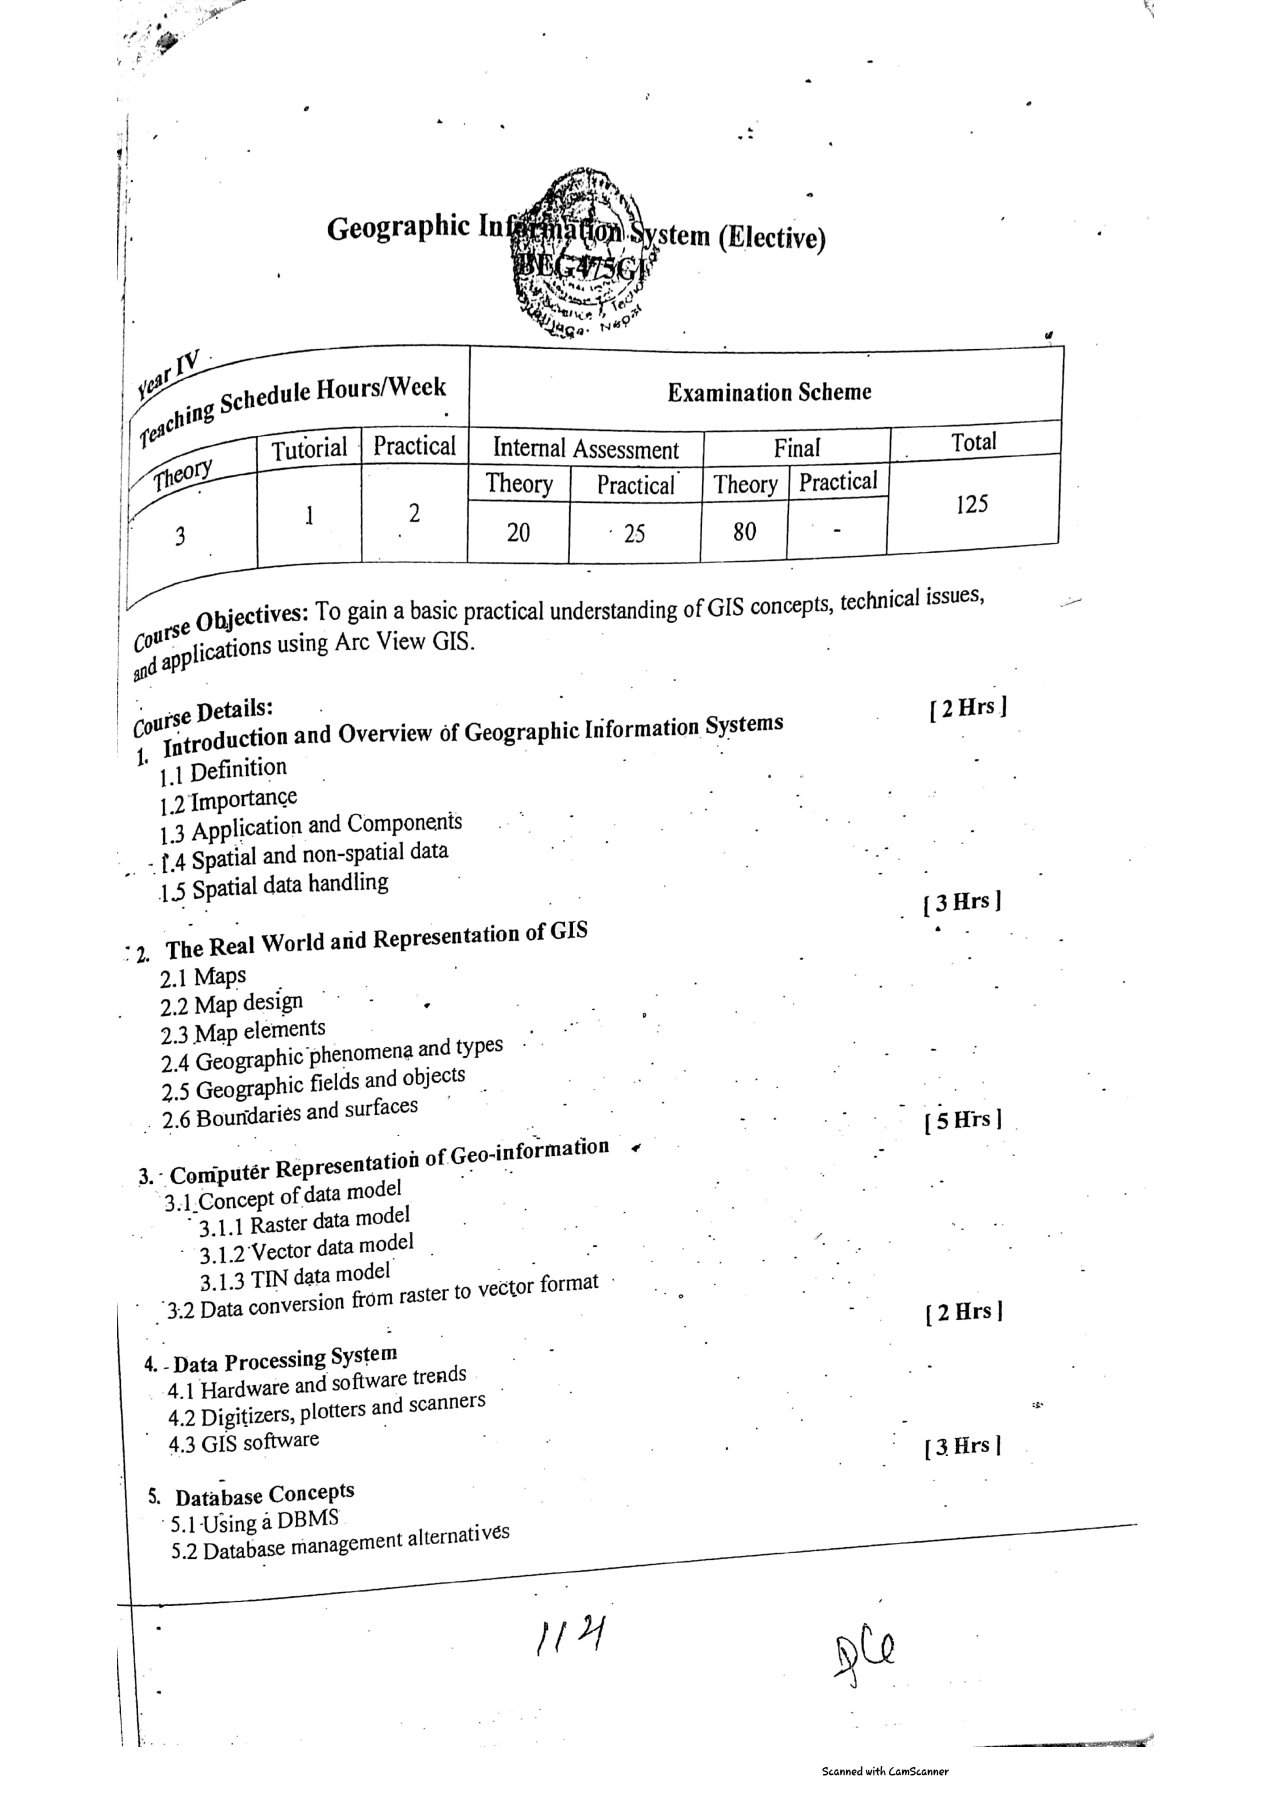 Geographic Information System (Elective)
BEG475GI
Science & Techno
Nepal
Year IV
Teaching Schedule Hours/Week
Examination Scheme
Theory
Tutorial
Practical
Internal Assessment
Final
Total
Theory
Practical
Theory
Practical
3
1
2
20
25
80
-
125
Course Objectives: To gain a basic practical understanding of GIS concepts, technical issues,
and applications using Arc View GIS.
Course Details:
1. Introduction and Overview of Geographic Information Systems [ 2 Hrs ]
1.1 Definition
1.2 Importance
1.3 Application and Components
1.4 Spatial and non-spatial data
1.5 Spatial data handling
2. The Real World and Representation of GIS [ 3 Hrs ]
2.1 Maps
2.2 Map design
2.3 Map elements
2.4 Geographic phenomena and types
2.5 Geographic fields and objects
2.6 Boundaries and surfaces
3. Computer Representation of Geo-information [ 5 Hrs ]
3.1 Concept of data model
3.1.1 Raster data model
3.1.2 Vector data model
3.1.3 TIN data model
3.2 Data conversion from raster to vector format
4. Data Processing System [ 2 Hrs ]
4.1 Hardware and software trends
4.2 Digitizers, plotters and scanners
4.3 GIS software
5. Database Concepts [ 3 Hrs ]
5.1 Using a DBMS
5.2 Database management alternatives
114
Scanned with CamScanner